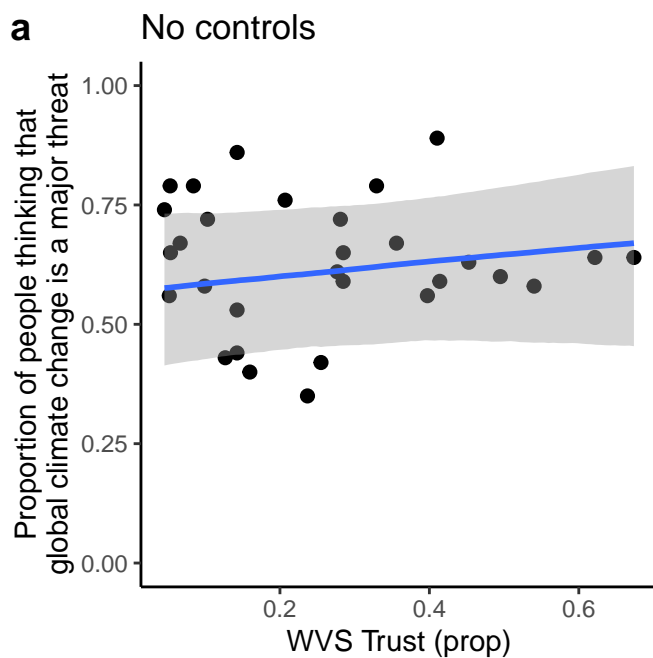 a
No controls
Proportion of people thinking that
global climate change is a major threat
1.00
0.75
0.50
0.25
0.00
0.2
0.4
0.6
WVS Trust (prop)